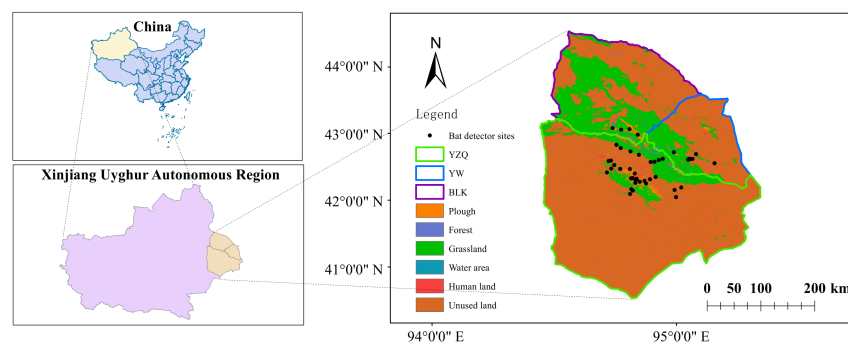 China
Xinjiang Uyghur Autonomous Region
44°0'0" N
43°0'0" N
42°0'0" N
41°0'0" N
94°0'0" E
95°0'0" E
N
Legend
Bat detector sites
YZQ
YW
BLK
Plough
Forest
Grassland
Water area
Human land
Unused land
0 50 100 200 km